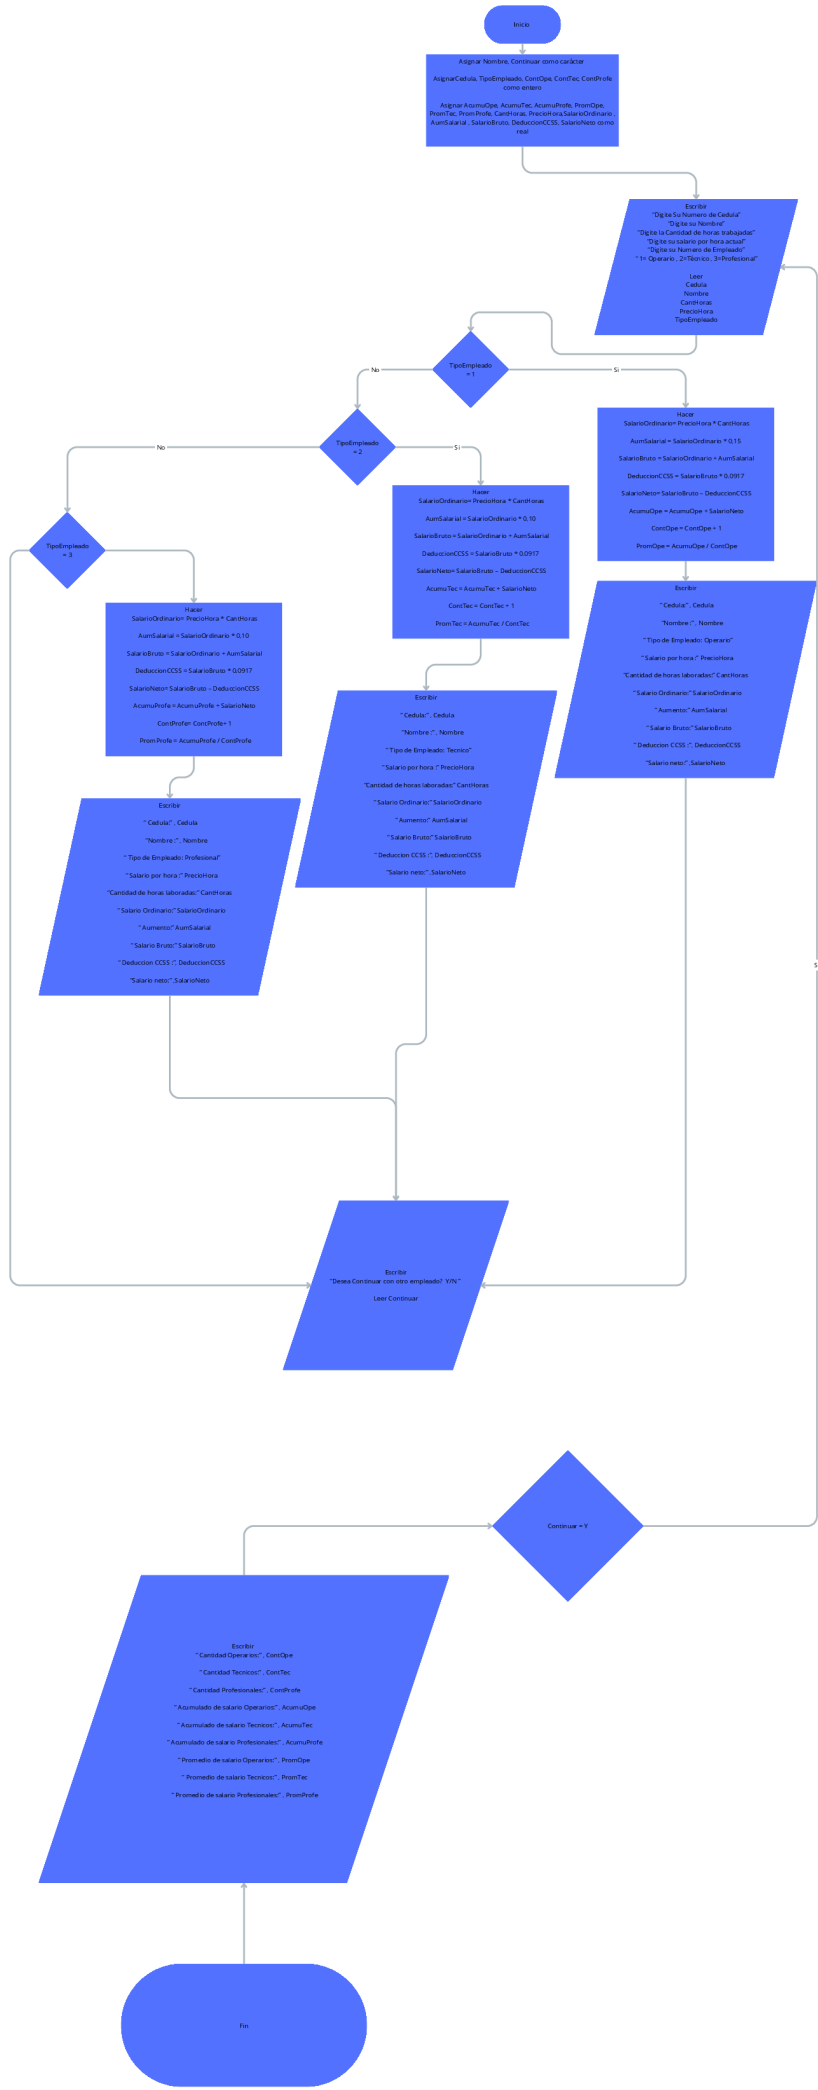 Inicio
Asignar Nombre, Continuar como carácter
AsignarCedula, TipoEmpleado, ContOpe, ContTec, ContProfe
como entero
Asignar AcumuOpe, AcumuTec, AcumuProfe, PromOpe,
PromTec, PromProfe, CantHoras, PrecioHora,SalarioOrdinario ,
AumSalarial , SalarioBruto, DeduccionCCSS, SalarioNeto como
real
Escribir
"Digite Su Numero de Cedula"
"Digite su Nombre"
"Digite la Cantidad de horas trabajadas"
"Digite su salario por hora actual"
"Digite su Numero de Empleado"
" 1= Operario , 2=Técnico , 3=Profesional"
Leer
Cedula
Nombre
CantHoras
PrecioHora
TipoEmpleado
TipoEmpleado
= 1
No
Si
Hacer
SalarioOrdinario= PrecioHora * CantHoras
AumSalarial = SalarioOrdinario * 0,15
SalarioBruto = SalarioOrdinario + AumSalarial
DeduccionCCSS = SalarioBruto * 0.0917
SalarioNeto= SalarioBruto – DeduccionCCSS
AcumuOpe = AcumuOpe + SalarioNeto
ContOpe = ContOpe + 1
PromOpe = AcumuOpe / ContOpe
TipoEmpleado
= 2
No
Si
Hacer
SalarioOrdinario= PrecioHora * CantHoras
AumSalarial = SalarioOrdinario * 0,10
SalarioBruto = SalarioOrdinario + AumSalarial
DeduccionCCSS = SalarioBruto * 0.0917
SalarioNeto= SalarioBruto – DeduccionCCSS
AcumuTec = AcumuTec + SalarioNeto
ContTec = ContTec + 1
PromTec = AcumuTec / ContTec
TipoEmpleado
= 3
Hacer
SalarioOrdinario= PrecioHora * CantHoras
AumSalarial = SalarioOrdinario * 0,10
SalarioBruto = SalarioOrdinario + AumSalarial
DeduccionCCSS = SalarioBruto * 0.0917
SalarioNeto= SalarioBruto – DeduccionCCSS
AcumuProfe = AcumuProfe + SalarioNeto
ContProfe= ContProfe+ 1
PromProfe = AcumuProfe / ContProfe
Escribir
" Cedula:" , Cedula
"Nombre :" , Nombre
" Tipo de Empleado: Operario"
" Salario por hora :" PrecioHora
"Cantidad de horas laboradas:" CantHoras
" Salario Ordinario:" SalarioOrdinario
" Aumento:" AumSalarial
" Salario Bruto:" SalarioBruto
" Deduccion CCSS :", DeduccionCCSS
"Salario neto:" ,SalarioNeto
Escribir
" Cedula:" , Cedula
"Nombre :" , Nombre
" Tipo de Empleado: Tecnico"
" Salario por hora :" PrecioHora
"Cantidad de horas laboradas:" CantHoras
" Salario Ordinario:" SalarioOrdinario
" Aumento:" AumSalarial
" Salario Bruto:" SalarioBruto
" Deduccion CCSS :", DeduccionCCSS
"Salario neto:" ,SalarioNeto
Escribir
" Cedula:" , Cedula
"Nombre :" , Nombre
" Tipo de Empleado: Profesional"
" Salario por hora :" PrecioHora
"Cantidad de horas laboradas:" CantHoras
" Salario Ordinario:" SalarioOrdinario
" Aumento:" AumSalarial
" Salario Bruto:" SalarioBruto
" Deduccion CCSS :", DeduccionCCSS
"Salario neto:" ,SalarioNeto
S
Escribir
"Desea Continuar con otro empleado? Y/N"
Leer Continuar
Continuar = Y
Escribir
" Cantidad Operarios:" , ContOpe
" Cantidad Tecnicos:" , ContTec
" Cantidad Profesionales:" , ContProfe
" Acumulado de salario Operarios:" , AcumuOpe
" Acumulado de salario Tecnicos:" , AcumuTec
" Acumulado de salario Profesionales:" , AcumuProfe
" Promedio de salario Operarios:" , PromOpe
" Promedio de salario Tecnicos:" , PromTec
" Promedio de salario Profesionales:" , PromProfe
Fin